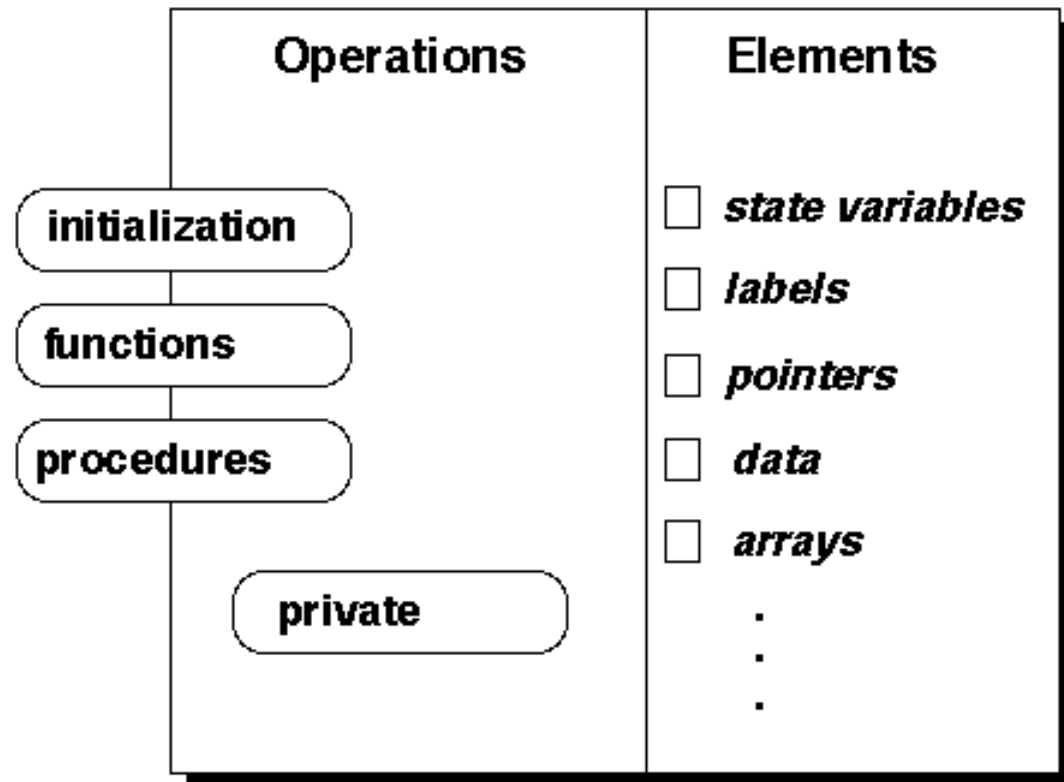 Operations
Elements
initialization
functions
procedures
private
state variables
labels
pointers
data
arrays
.
.
.